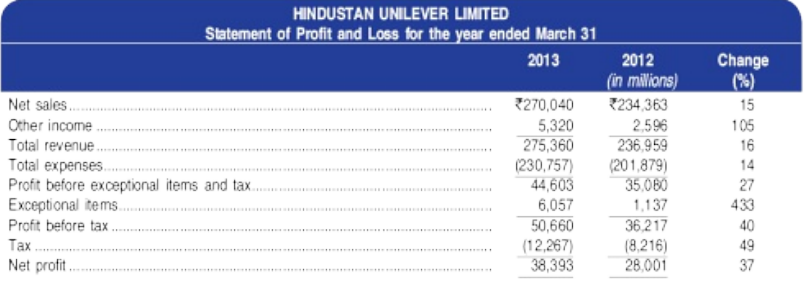 HINDUSTAN UNILEVER LIMITED
Statement of Profit and Loss for the year ended March 31
2013 2012 Change
(in millions) (%)
Net sales ₹270,040 ₹234,363 15
Other income 5,320 2,596 105
Total revenue 275,360 236,959 16
Total expenses (230,757) (201,879) 14
Profit before exceptional items and tax 44,603 35,080 27
Exceptional items 6,057 1,137 433
Profit before tax 50,660 36,217 40
Tax (12,267) (8,216) 49
Net profit 38,393 28,001 37